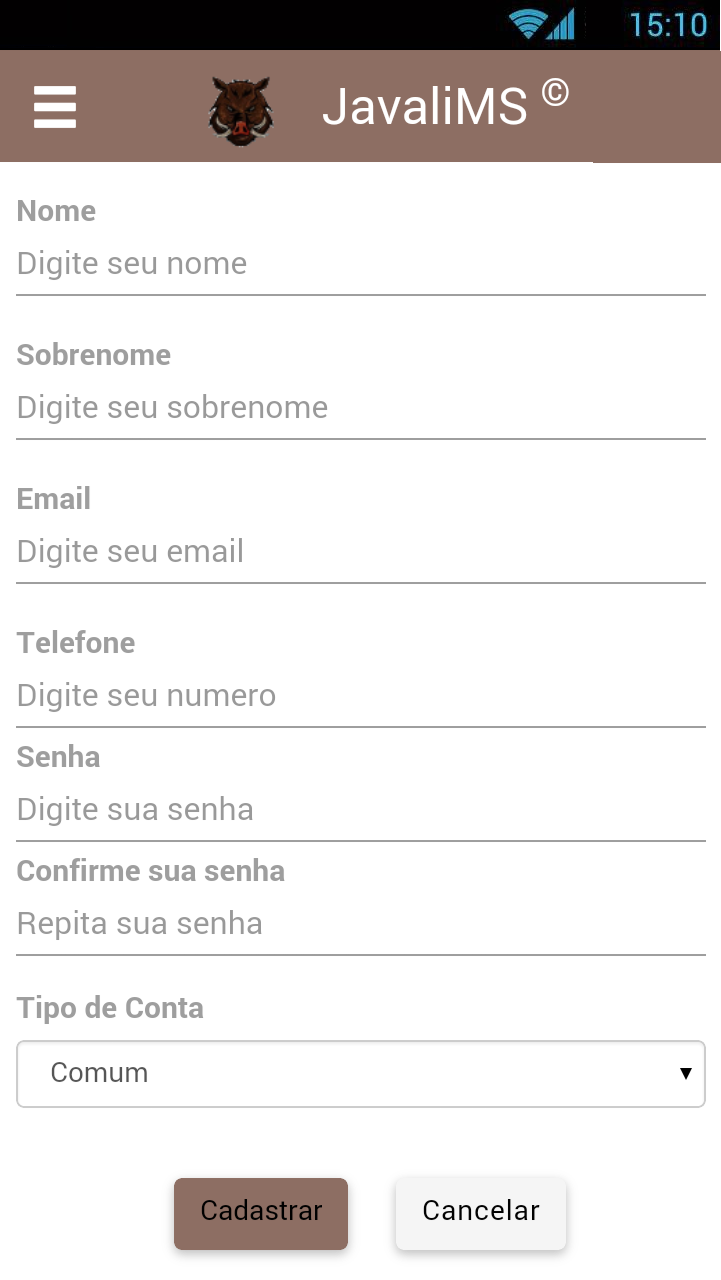 15:10
JavaliMS ©
Nome
Digite seu nome
Sobrenome
Digite seu sobrenome
Email
Digite seu email
Telefone
Digite seu numero
Senha
Digite sua senha
Confirme sua senha
Repita sua senha
Tipo de Conta
Comum
Cadastrar Cancelar